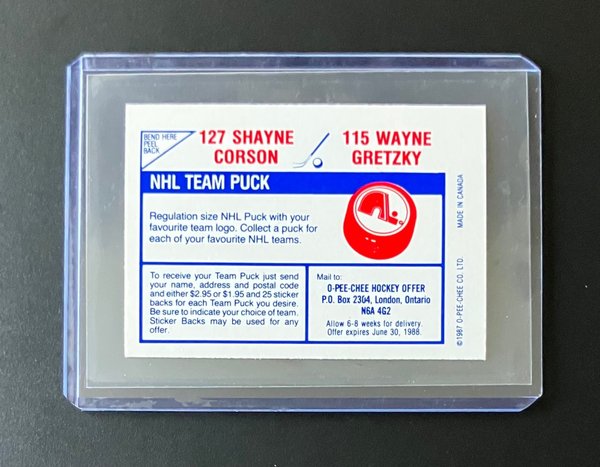 BEND HERE
PEEL
BACK
127 SHAYNE
CORSON
115 WAYNE
GRETZKY
NHL TEAM PUCK
Regulation size NHL Puck with your
favourite team logo. Collect a puck for
each of your favourite NHL teams.
To receive your Team Puck just send
your name, address and postal code
and either $2.95 or $1.95 and 25 sticker
backs for each Team Puck you desire.
Be sure to indicate your choice of team.
Sticker Backs may be used for any
offer.
Mail to:
O-PEE-CHEE HOCKEY OFFER
P.O. Box 2304, London, Ontario
N6A 4G2
Allow 6-8 weeks for delivery.
Offer expires June 30, 1988.
©1987 O-PEE-CHEE CO. LTD. MADE IN CANADA